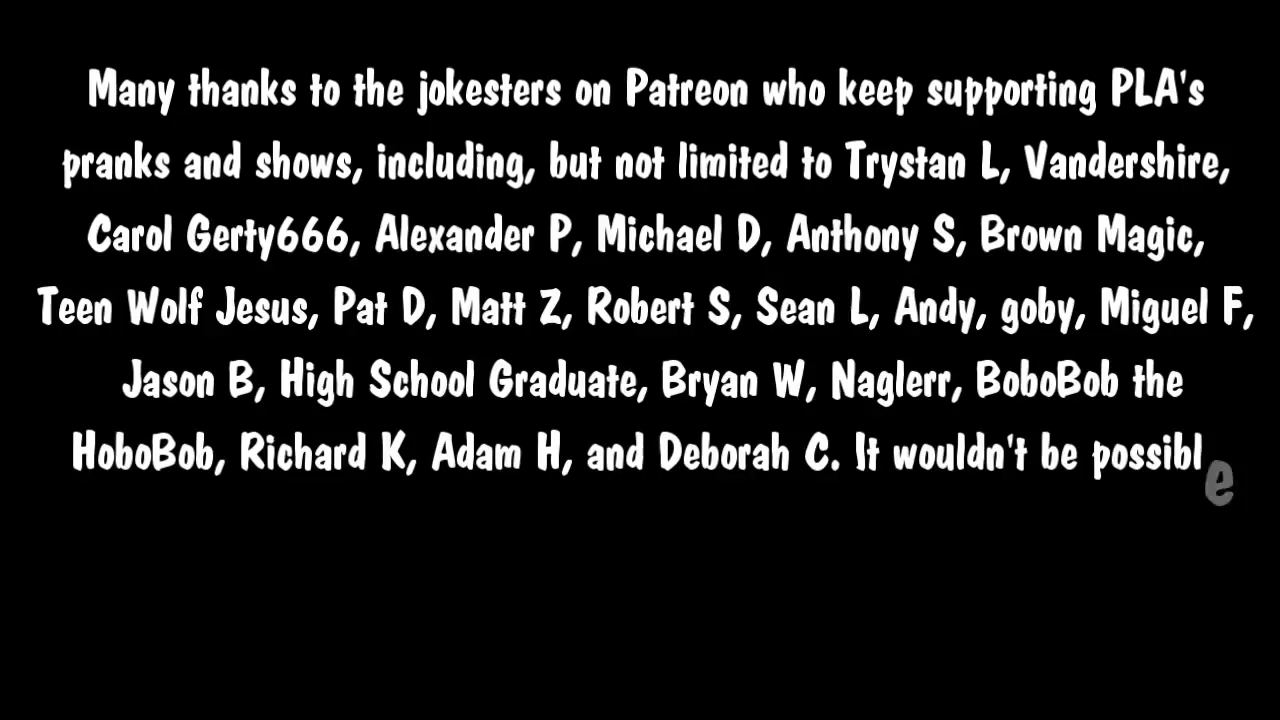 Many thanks to the jokesters on Patreon who keep supporting PLA's
pranks and shows, including, but not limited to Trystan L, Vandershire,
Carol Gerty666, Alexander P, Michael D, Anthony S, Brown Magic,
Teen Wolf Jesus, Pat D, Matt Z, Robert S, Sean L, Andy, goby, Miguel F,
Jason B, High School Graduate, Bryan W, Naglerr, BoboBob the
HoboBob, Richard K, Adam H, and Deborah C. It wouldn't be possible